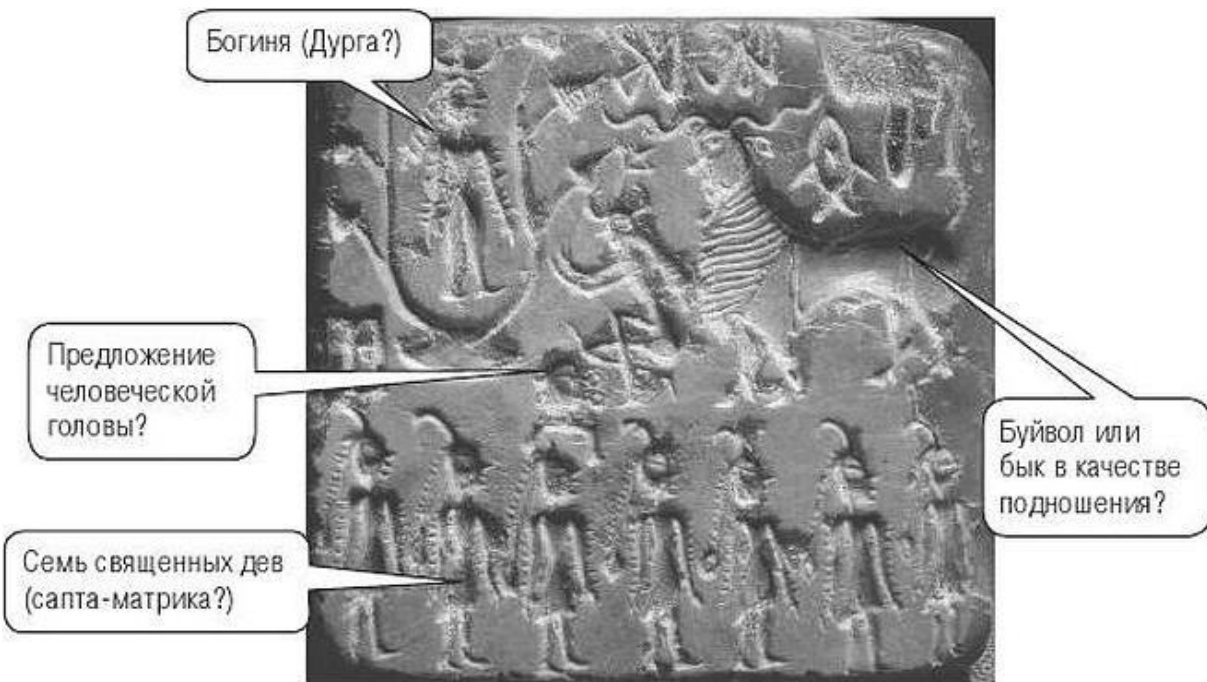 Богиня (Дурга?)
Предложение
человеческой
головы?
Буйвол или
бык в качестве
подношения?
Семь священных дев
(сапта-матрика?)